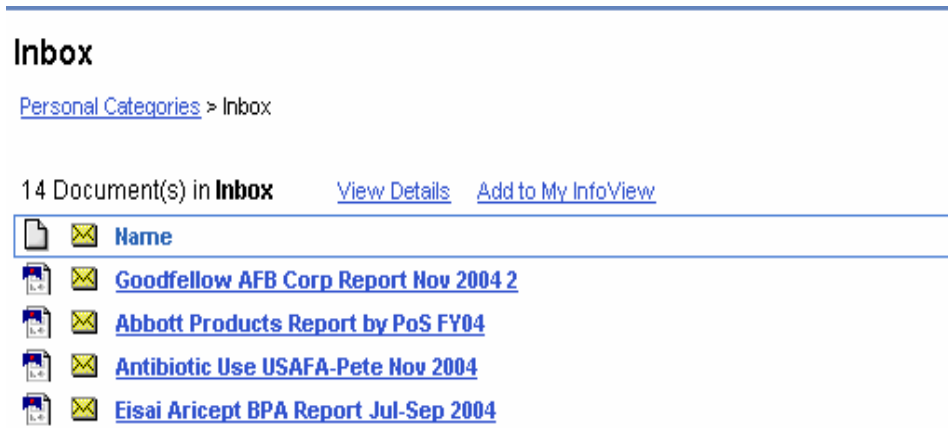 Inbox
Personal Categories > Inbox
14 Document(s) in Inbox View Details Add to My InfoView
Name
Goodfellow AFB Corp Report Nov 2004 2
Abbott Products Report by PoS FY04
Antibiotic Use USAFA-Pete Nov 2004
Eisai Aricept BPA Report Jul-Sep 2004